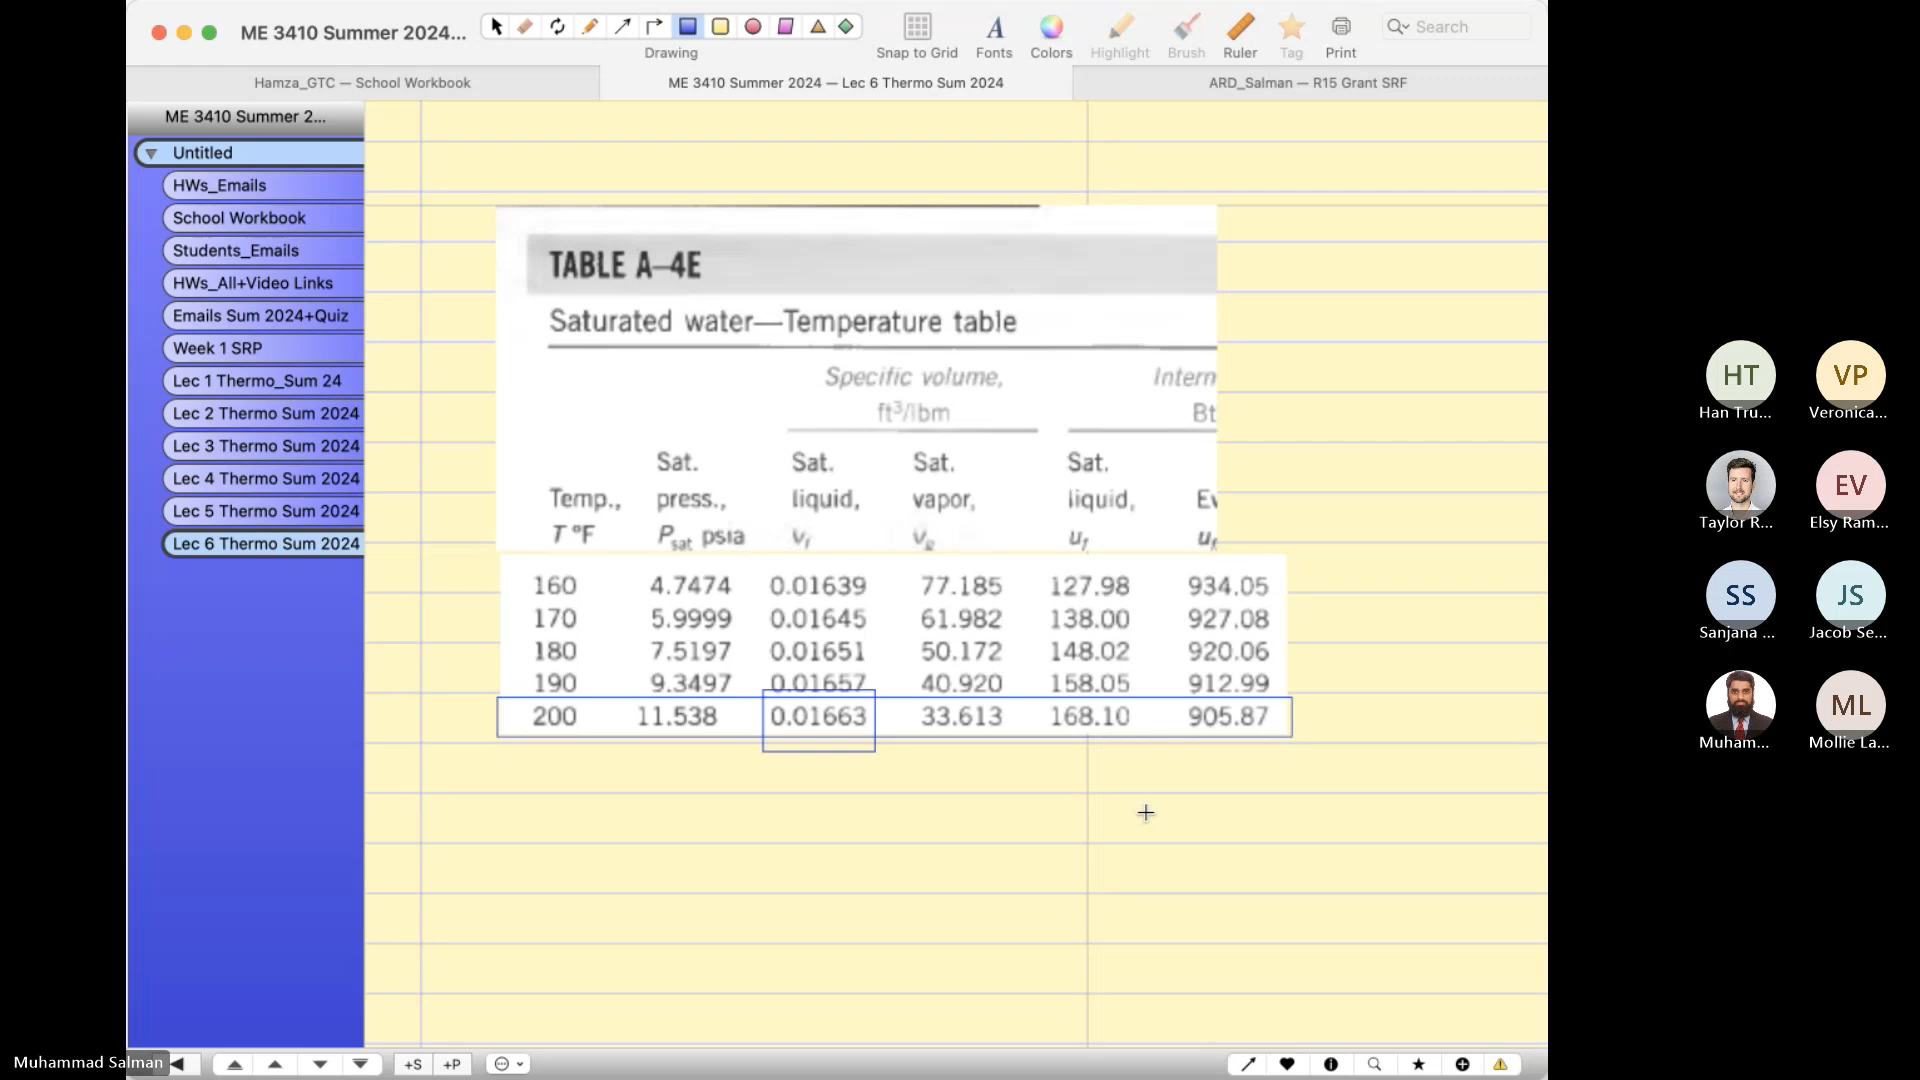 ME 3410 Summer 2024...
Drawing
Snap to Grid
Fonts
Colors
Highlight
Brush
Ruler
Tag
Print
Search
Hamza_GTC — School Workbook
ME 3410 Summer 2024 — Lec 6 Thermo Sum 2024
ARD_Salman — R15 Grant SRF
ME 3410 Summer 2...
Untitled
HWs_Emails
School Workbook
Students_Emails
HWs_All+Video Links
Emails Sum 2024+Quiz
Week 1 SRP
Lec 1 Thermo_Sum 24
Lec 2 Thermo Sum 2024
Lec 3 Thermo Sum 2024
Lec 4 Thermo Sum 2024
Lec 5 Thermo Sum 2024
Lec 6 Thermo Sum 2024
TABLE A–4E
Saturated water—Temperature table
Specific volume, Intern
ft³/lbm Bt
Sat. Sat. Sat. Sat.
Temp., press., liquid, vapor, liquid, Ev
T °F Psat psia vf vg uf uf
160 4.7474 0.01639 77.185 127.98 934.05
170 5.9999 0.01645 61.982 138.00 927.08
180 7.5197 0.01651 50.172 148.02 920.06
190 9.3497 0.01657 40.920 158.05 912.99
200 11.538 0.01663 33.613 168.10 905.87
HT
Han Tru...
VP
Veronica...
Taylor R...
EV
Elsy Ram...
SS
Sanjana ...
JS
Jacob Se...
Muham...
ML
Mollie La...
Muhammad Salman
+S
+P